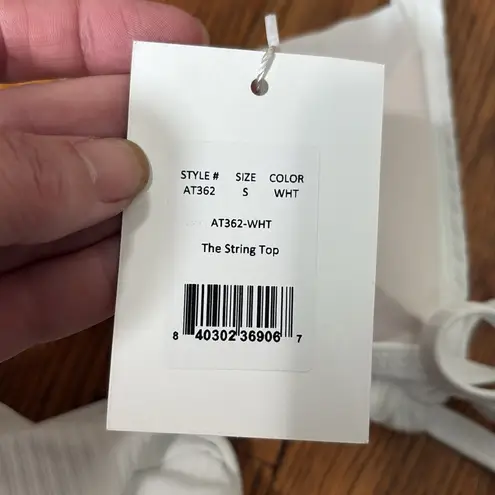 STYLE # SIZE COLOR
AT362 S WHT
AT362-WHT
The String Top
8 40302 36906 7